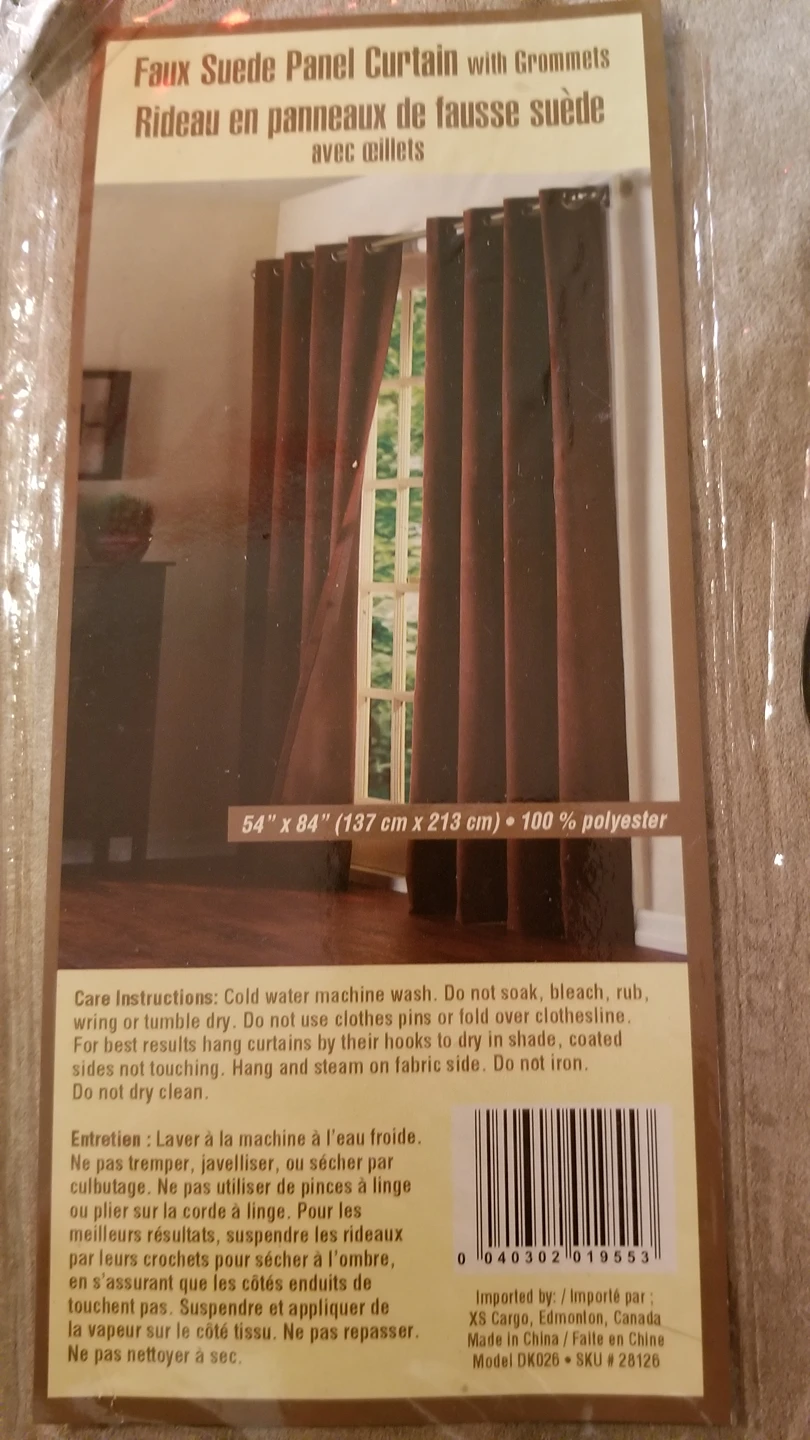 Faux Suede Panel Curtain with Grommets
Rideau en panneaux de fausse suède
avec œillets
54" x 84" (137 cm x 213 cm) • 100 % polyester
Care Instructions: Cold water machine wash. Do not soak, bleach, rub,
wring or tumble dry. Do not use clothes pins or fold over clothesline.
For best results hang curtains by their hooks to dry in shade, coated
sides not touching. Hang and steam on fabric side. Do not iron.
Do not dry clean.
Entretien : Laver à la machine à l'eau froide.
Ne pas tremper, javelliser, ou sécher par
culbutage. Ne pas utiliser de pinces à linge
ou plier sur la corde à linge. Pour les
meilleurs résultats, suspendre les rideaux
par leurs crochets pour sécher à l'ombre,
en s'assurant que les côtés enduits de
touchent pas. Suspendre et appliquer de
la vapeur sur le côté tissu. Ne pas repasser.
Ne pas nettoyer à sec.
0 040302 019553
Imported by: / Importé par :
XS Cargo, Edmonton, Canada
Made in China / Faite en Chine
Model DK026 • SKU # 28126